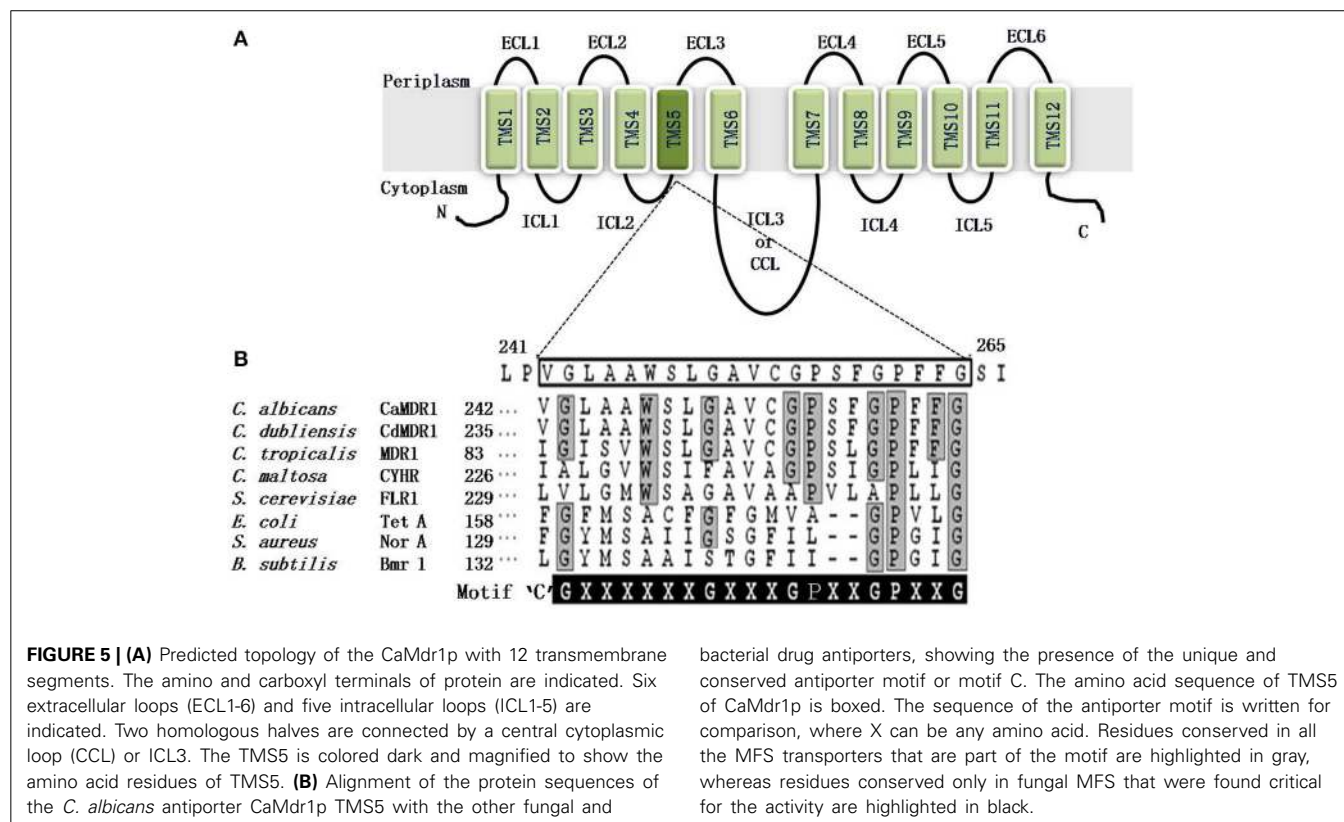 A
ECL1 ECL2 ECL3 ECL4 ECL5 ECL6
Periplasm
TMS1 TMS2 TMS3 TMS4 TMS5 TMS6 TMS7 TMS8 TMS9 TMS10 TMS11 TMS12
Cytoplasm
N
ICL1 ICL2 ICL3 or CCL ICL4 ICL5
C
B
241 265
L P V G L A A W S L G A V C G P S F G P F F G S I
C. albicans CaMDR1 242 ... V G L A A W S L G A V C G P S F G P F F G
C. dubliensis CdMDR1 235 ... V G L A A W S L G A V C G P S F G P F F G
C. tropicalis MDR1 83 ... I G I S V W S L G A V C G P S L G P F F G
C. maltosa CYHR 226 ... I A L G V W S I F A V A G P S I G P L I G
S. cerevisiae FLR1 229 ... L V L G M W S A G A V A A P V L A P L L G
E. coli Tet A 158 ... F G F M S A C F G F G M V A - - G P V L G
S. aureus Nor A 129 ... F G Y M S A I I G S G F I L - - G P G I G
B. subtilis Bmr 1 132 ... L G Y M S A A I S T G F I I - - G P G I G
Motif 'C' G X X X X X X G X X X G P X X G P X X G
FIGURE 5 | (A) Predicted topology of the CaMdr1p with 12 transmembrane
segments. The amino and carboxyl terminals of protein are indicated. Six
extracellular loops (ECL1-6) and five intracellular loops (ICL1-5) are
indicated. Two homologous halves are connected by a central cytoplasmic
loop (CCL) or ICL3. The TMS5 is colored dark and magnified to show the
amino acid residues of TMS5. (B) Alignment of the protein sequences of
the C. albicans antiporter CaMdr1p TMS5 with the other fungal and
bacterial drug antiporters, showing the presence of the unique and
conserved antiporter motif or motif C. The amino acid sequence of TMS5
of CaMdr1p is boxed. The sequence of the antiporter motif is written for
comparison, where X can be any amino acid. Residues conserved in all
the MFS transporters that are part of the motif are highlighted in gray,
whereas residues conserved only in fungal MFS that were found critical
for the activity are highlighted in black.